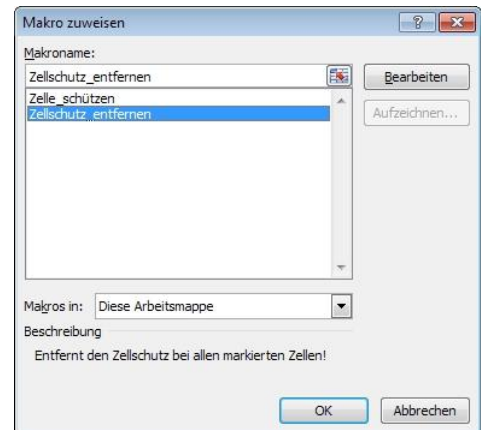 Makro zuweisen
Makroname:
Zellschutz_entfernen
Bearbeiten
Zelle_schützen
Zellschutz_entfernen
Aufzeichnen...
Makros in: Diese Arbeitsmappe
Beschreibung
Entfernt den Zellschutz bei allen markierten Zellen!
OK Abbrechen